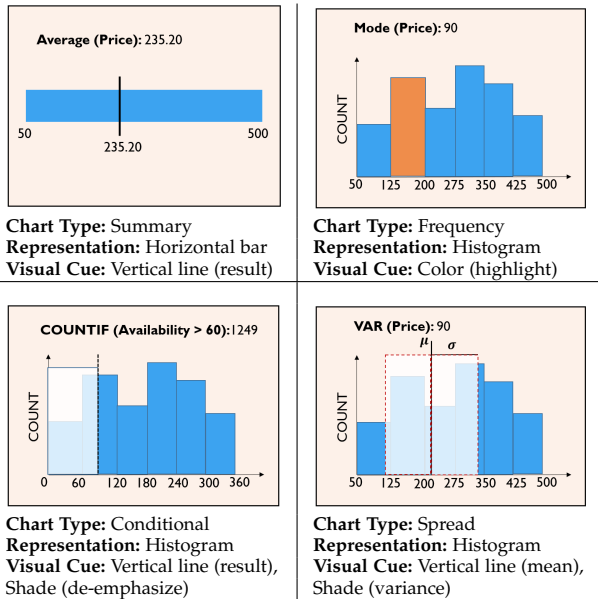 Average (Price): 235.20
50
500
235.20
Chart Type: Summary
Representation: Horizontal bar
Visual Cue: Vertical line (result)
Mode (Price): 90
COUNT
50 125 200 275 350 425 500
Chart Type: Frequency
Representation: Histogram
Visual Cue: Color (highlight)
COUNTIF (Availability > 60):1249
COUNT
0 60 120 180 240 300 360
Chart Type: Conditional
Representation: Histogram
Visual Cue: Vertical line (result),
Shade (de-emphasize)
VAR (Price): 90
μ σ
COUNT
50 125 200 275 350 425 500
Chart Type: Spread
Representation: Histogram
Visual Cue: Vertical line (mean),
Shade (variance)